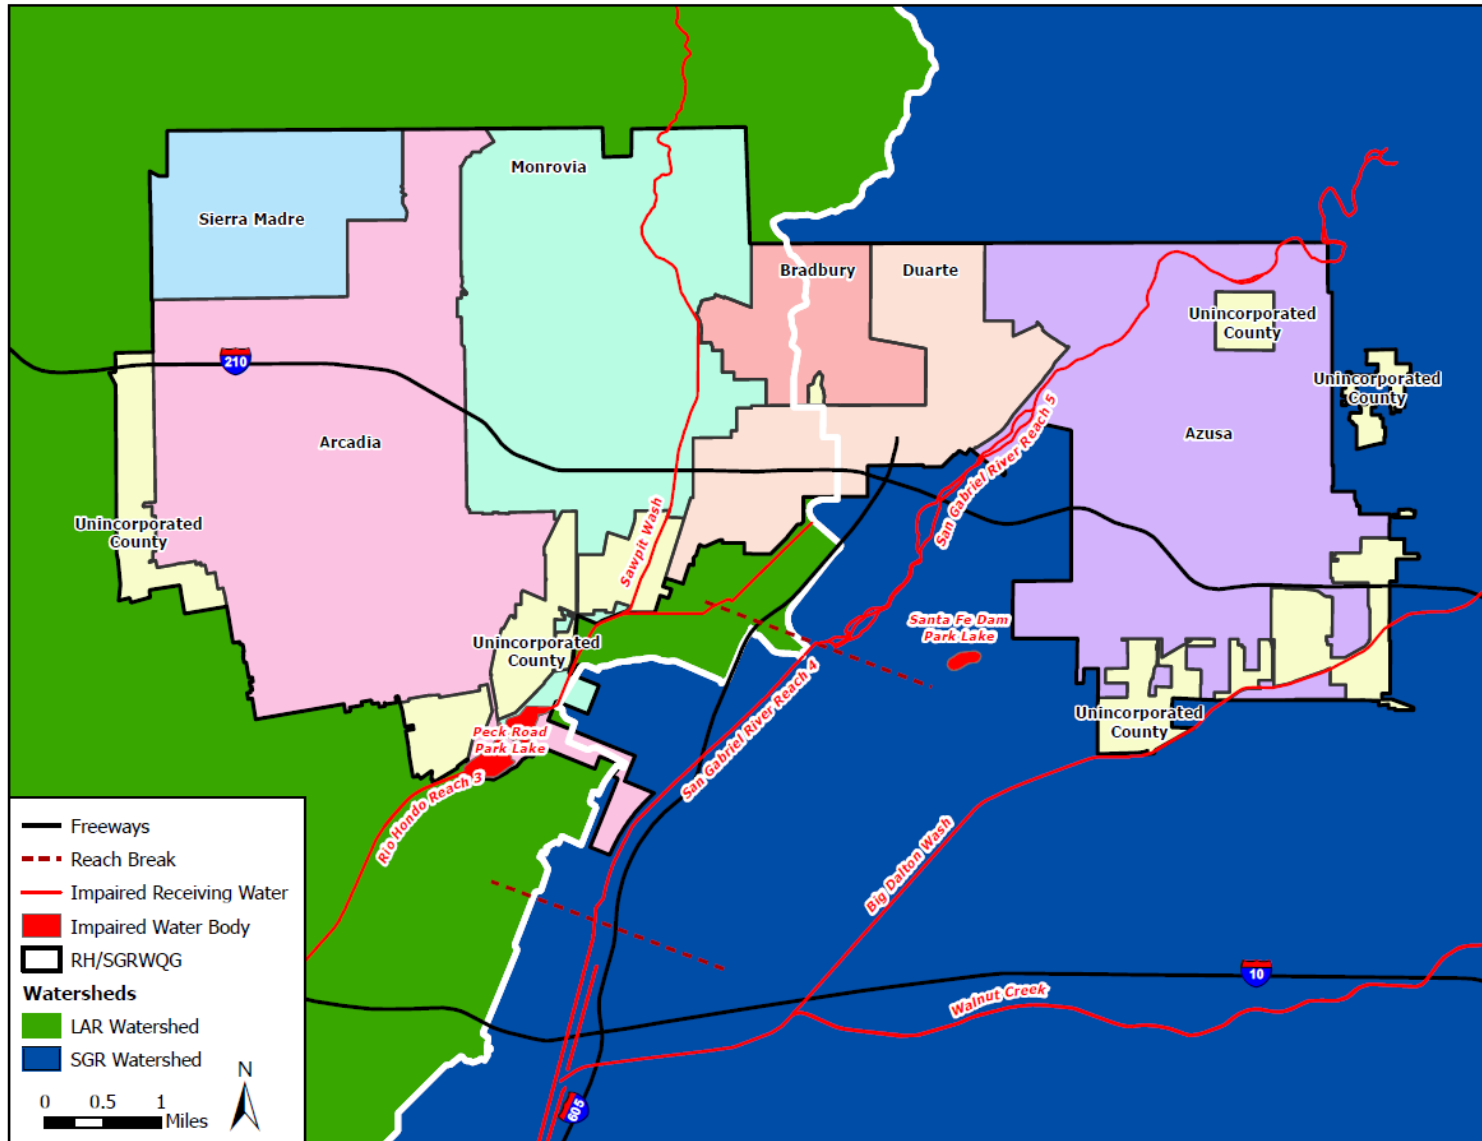 Monrovia
Sierra Madre
Bradbury
Duarte
Unincorporated
County
210
Unincorporated
County
Arcadia
Azusa
San Gabriel River Reach 5
Unincorporated
County
Sawpit Wash
Santa Fe Dam
Park Lake
Unincorporated
County
San Gabriel River Reach 4
Unincorporated
County
Peck Road
Park Lake
Rio Hondo Reach 3
Big Dalton Wash
10
Walnut Creek
605
Freeways
Reach Break
Impaired Receiving Water
Impaired Water Body
RH/SGRWQG
Watersheds
LAR Watershed
SGR Watershed
N
0 0.5 1
Miles